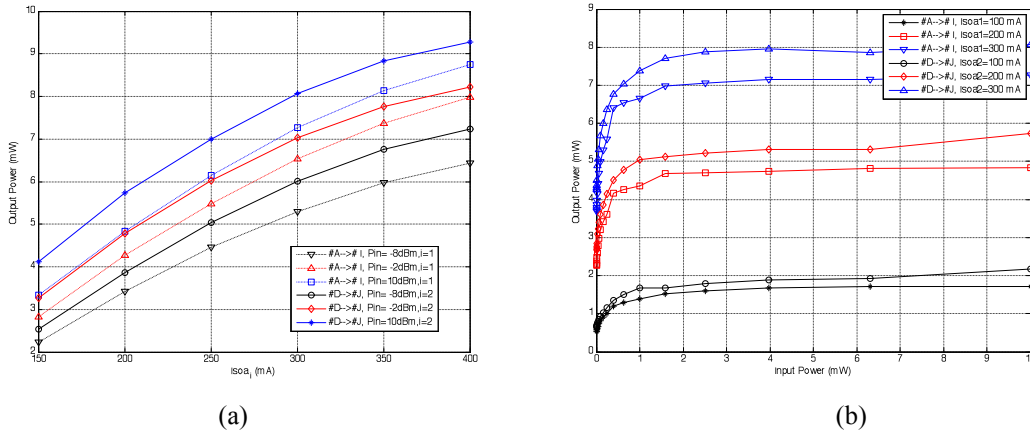 10
9
8
7
6
5
4
3
2
Output Power (mW)
150
200
250
300
350
400
isoa_i (mA)
#A-->#I, Pin= -8dBm,i=1
#A-->#I, Pin= -2dBm,i=1
#A-->#I, Pin=10dBm,i=1
#D-->#J, Pin= -8dBm,i=2
#D-->#J, Pin= -2dBm,i=2
#D-->#J, Pin=10dBm,i=2
(a)
9
8
7
6
5
4
3
2
1
0
Output Power (mW)
0
1
2
3
4
5
6
7
8
9
10
input Power (mW)
#A-->#I, isoa1=100 mA
#A-->#I, isoa1=200 mA
#A-->#I, isoa1=300 mA
#D-->#J, isoa2=100 mA
#D-->#J, isoa2=200 mA
#D-->#J, isoa2=300 mA
(b)